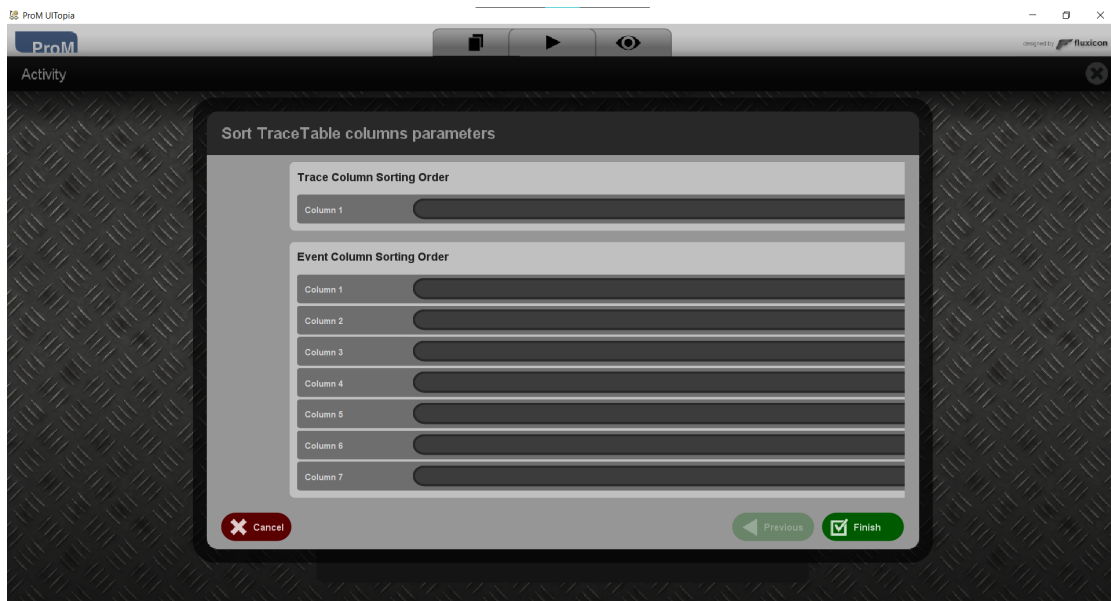 ProM UITopia
ProM
designed by fluxicon
Activity
Sort TraceTable columns parameters
Trace Column Sorting Order
Column 1
Event Column Sorting Order
Column 1
Column 2
Column 3
Column 4
Column 5
Column 6
Column 7
Cancel
Previous
Finish